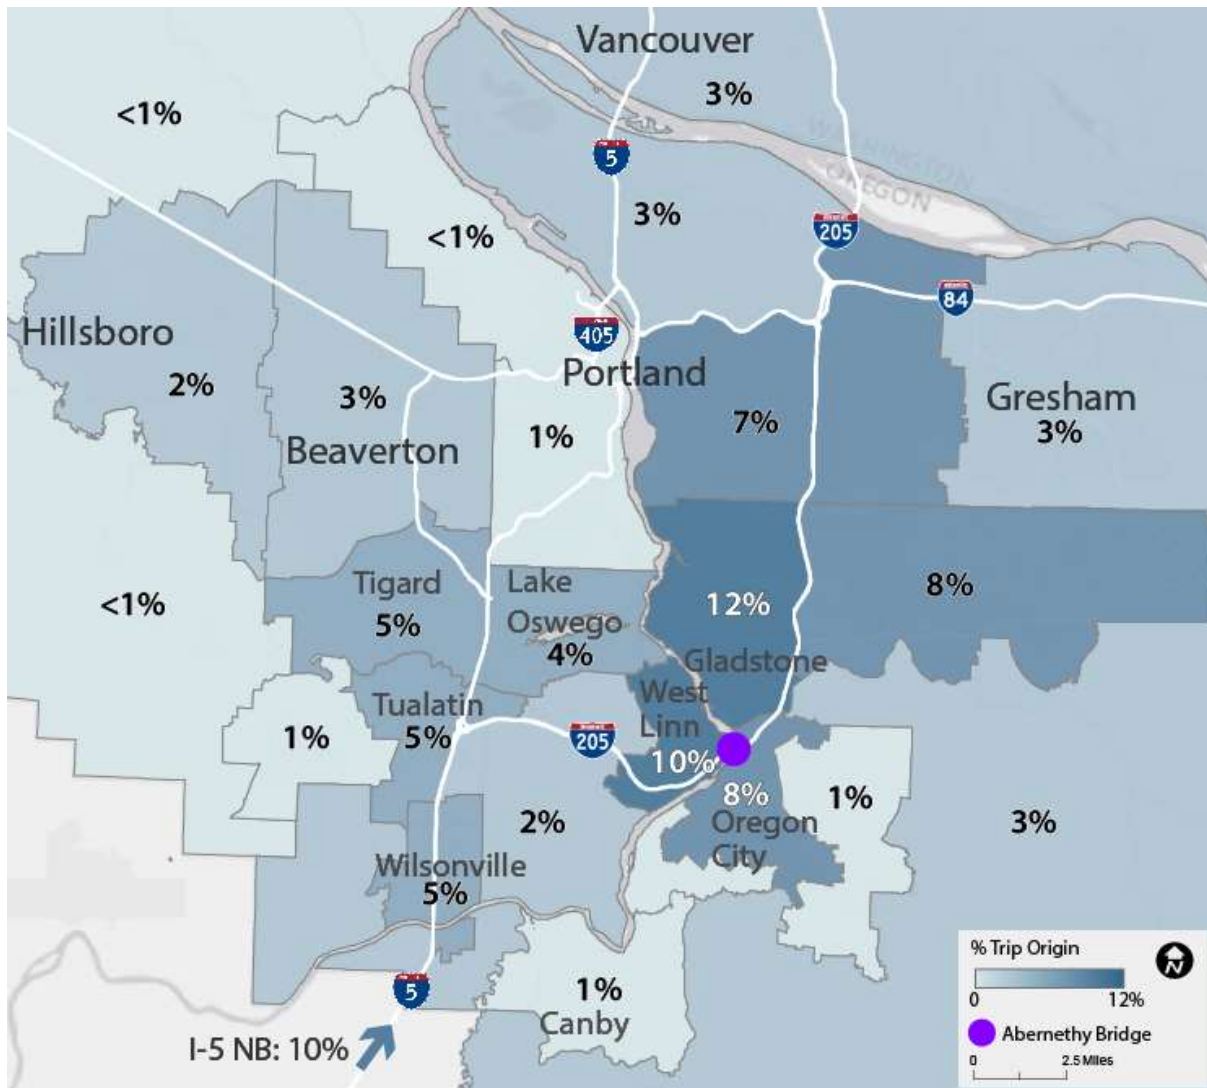 Vancouver
3%
<1%
5
WASHINGTON
OREGON
3%
<1%
205
84
Hillsboro
405
Portland
2%
3%
Beaverton
1%
7%
Gresham
3%
Tigard
5%
Lake
Oswego
4%
<1%
12%
8%
Gladstone
West
Linn
10%
Tualatin
5%
1%
205
8%
Oregon
City
1%
2%
3%
Wilsonville
5%
5
1%
Canby
I-5 NB: 10%
% Trip Origin
N
0
12%
Abernethy Bridge
0
2.5 Miles